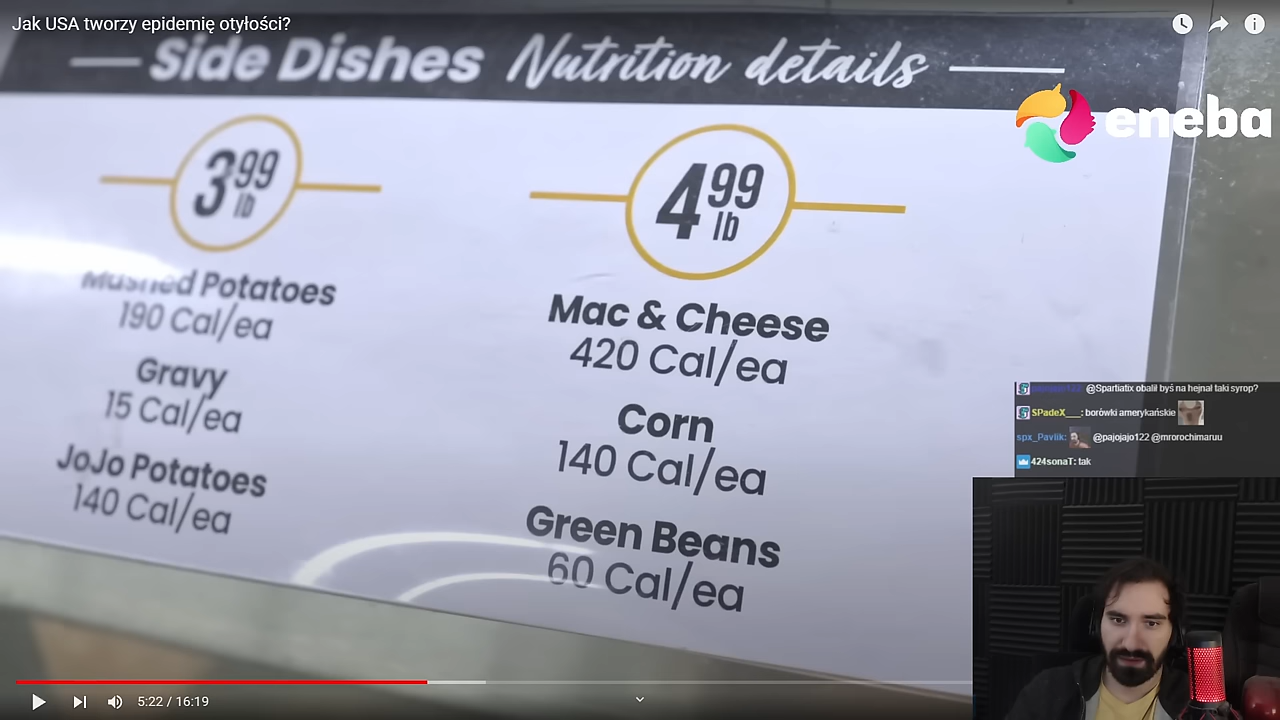 Jak USA tworzy epidemię otyłości?
Side Dishes Nutrition details
eneba
3.99
lb
Mashed Potatoes
190 Cal/ea
Gravy
15 Cal/ea
JoJo Potatoes
140 Cal/ea
4.99
lb
Mac & Cheese
420 Cal/ea
Corn
140 Cal/ea
Green Beans
60 Cal/ea
@Spartiatix obalił byś na hejnał taki syrop?
SPadeX___: borówki amerykańskie
spx_Pavlik: @pajojajo122 @mrorochimaruu
424sonaT: tak
5:22 / 16:19